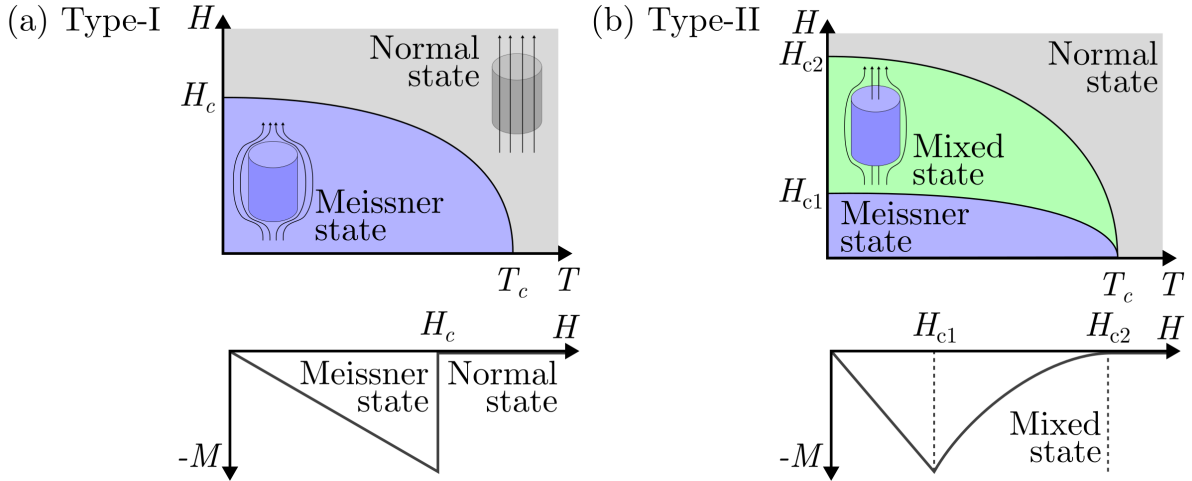 (a) Type-I
H
Normal
state
H_c
Meissner
state
T_c
T
H_c
H
Meissner
state
Normal
state
-M
(b) Type-II
H
H_c2
Normal
state
Mixed
state
H_c1
Meissner
state
T_c
T
H_c1
H_c2
H
Mixed
state
-M